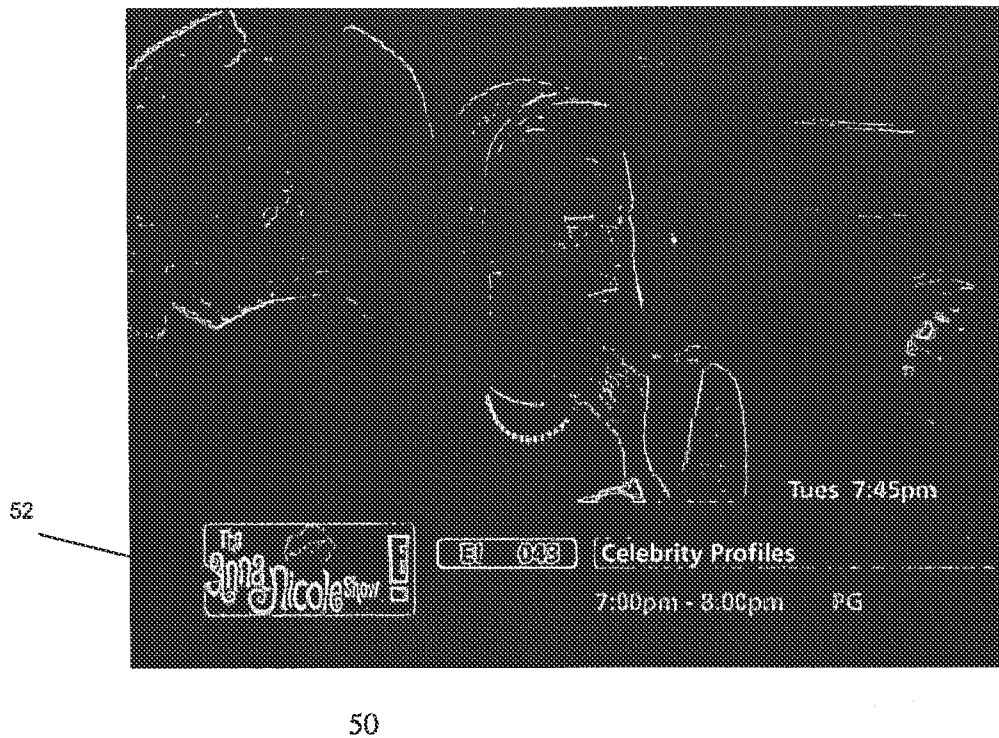 Tues 7:45pm
52
The
Anna
Nicole Show
E! 043 Celebrity Profiles
7:00pm - 8:00pm PG
50